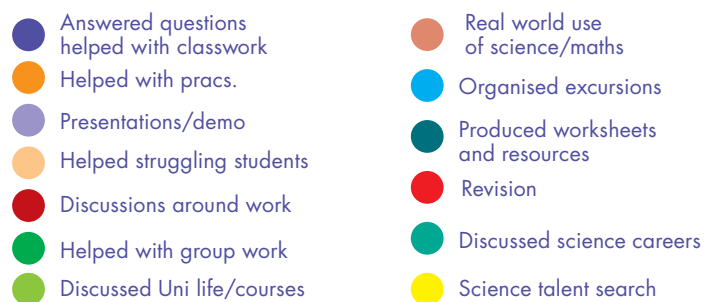 Answered questions
helped with classwork
Helped with pracs.
Presentations/demo
Helped struggling students
Discussions around work
Helped with group work
Discussed Uni life/courses
Real world use
of science/maths
Organised excursions
Produced worksheets
and resources
Revision
Discussed science careers
Science talent search